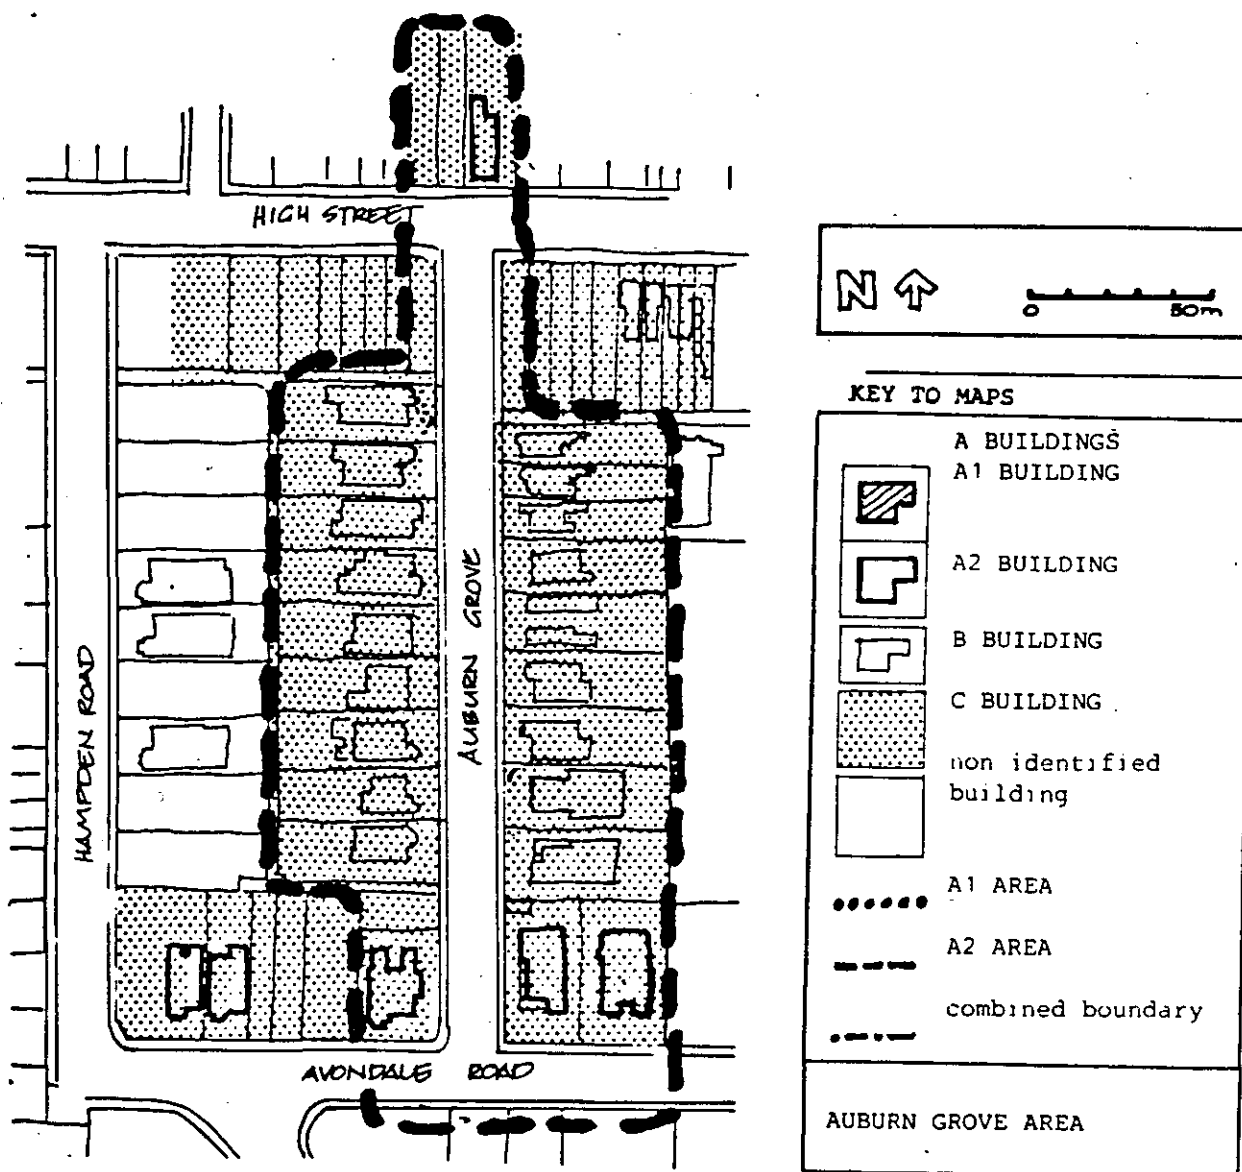 HIGH STREET
HAMPDEN ROAD
AUBURN GROVE
AVONDALE ROAD
N
0 50m
KEY TO MAPS
A BUILDINGS
A1 BUILDING
A2 BUILDING
B BUILDING
C BUILDING
non identified
building
A1 AREA
A2 AREA
combined boundary
AUBURN GROVE AREA